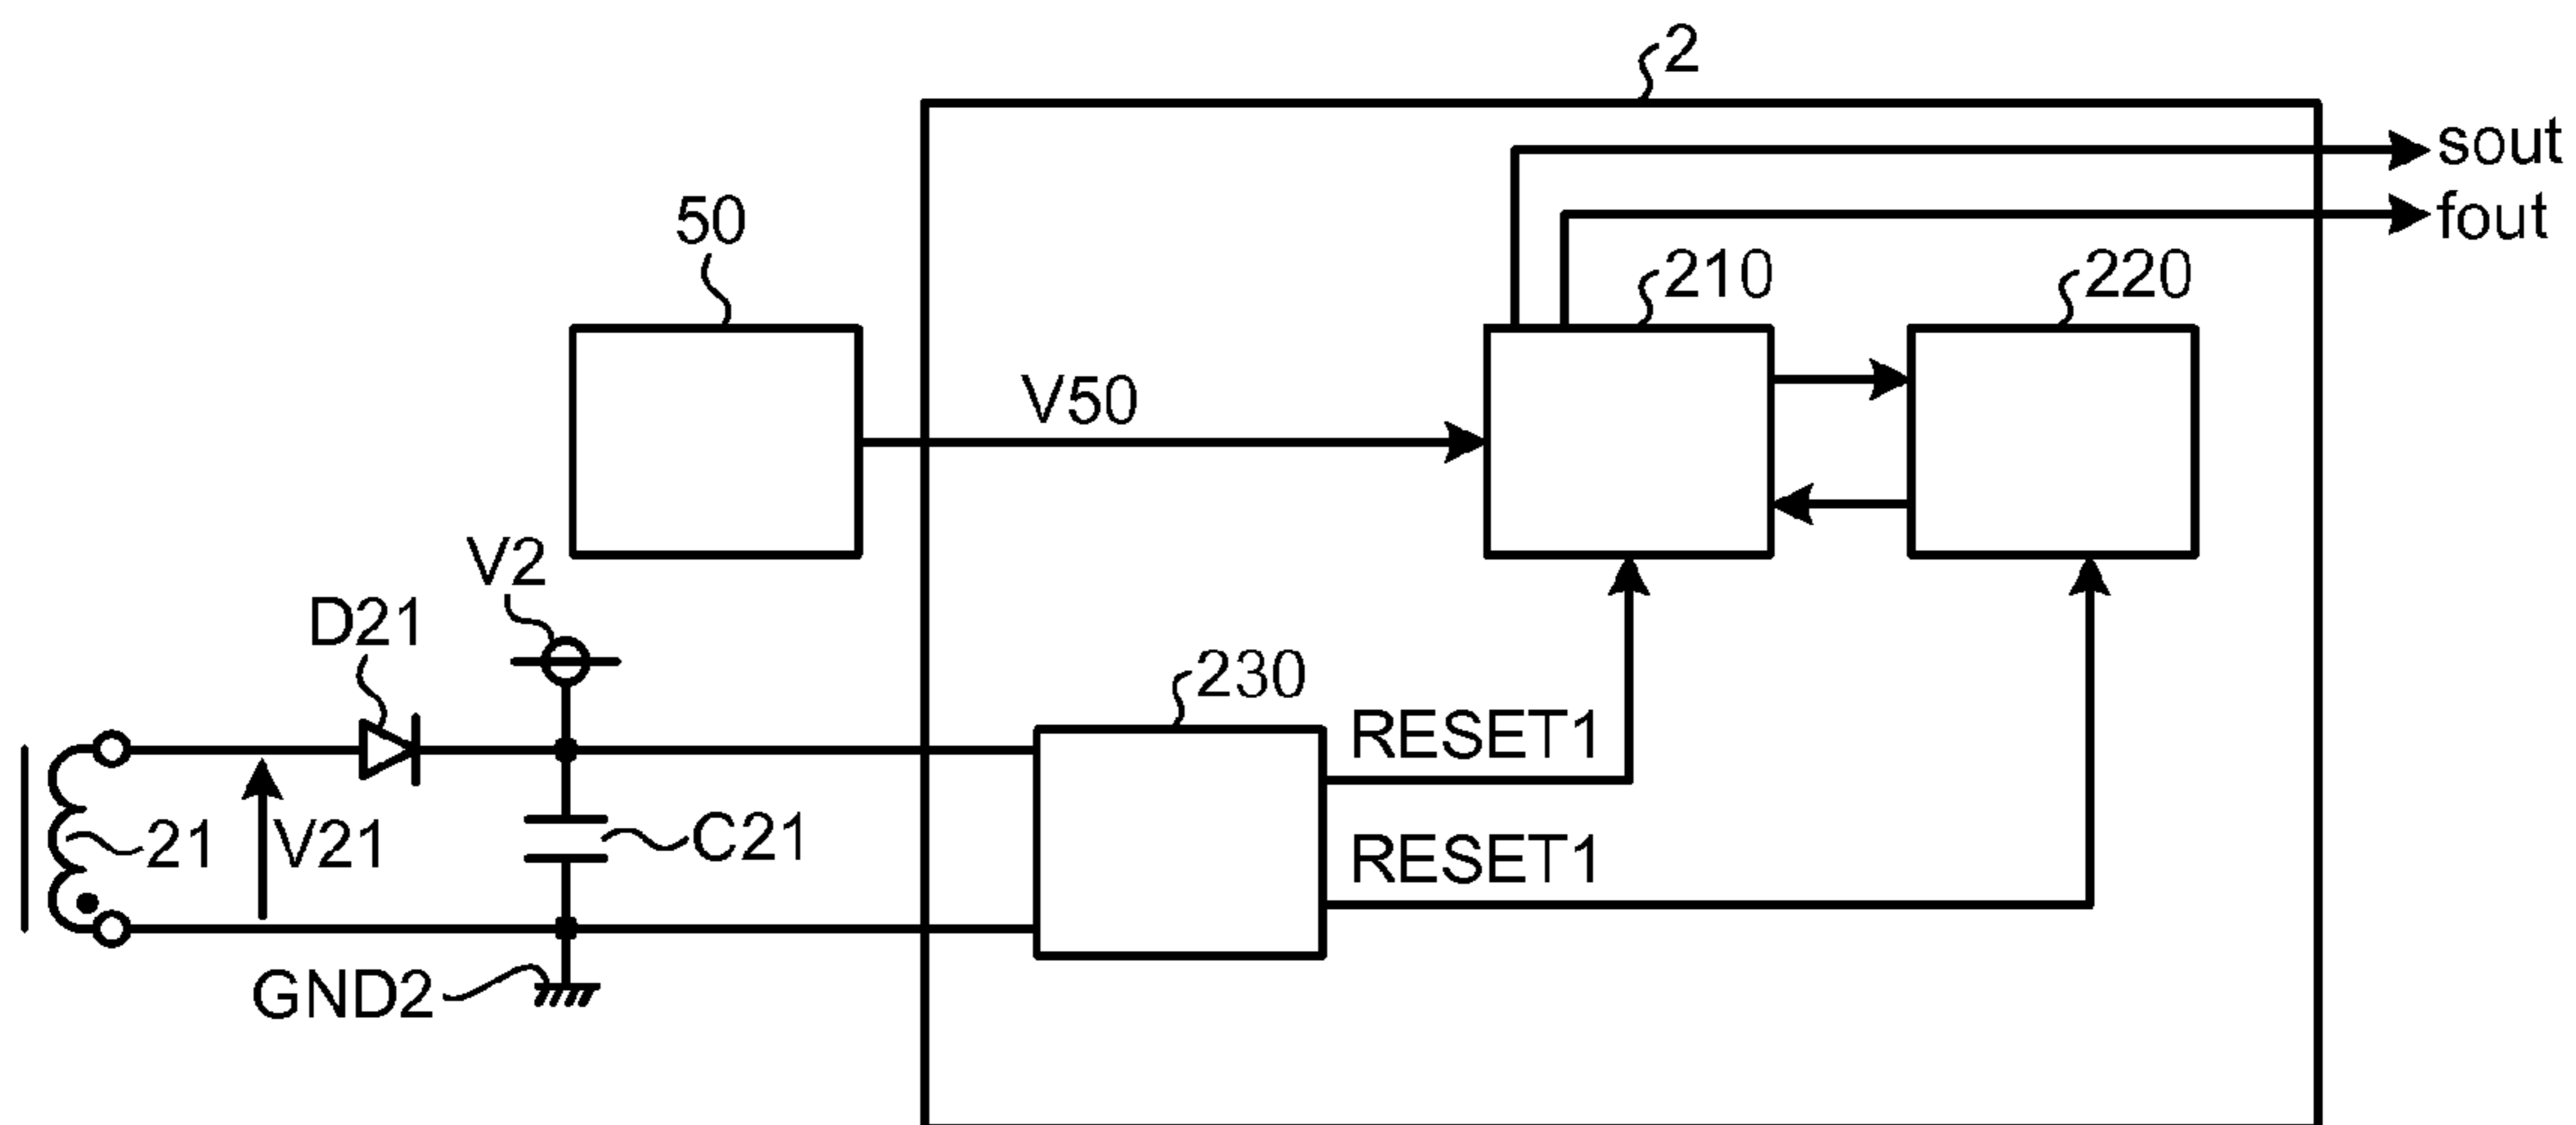 2
sout
fout
50
210
220
V50
V2
D21
230
RESET1
21
V21
C21
RESET1
GND2